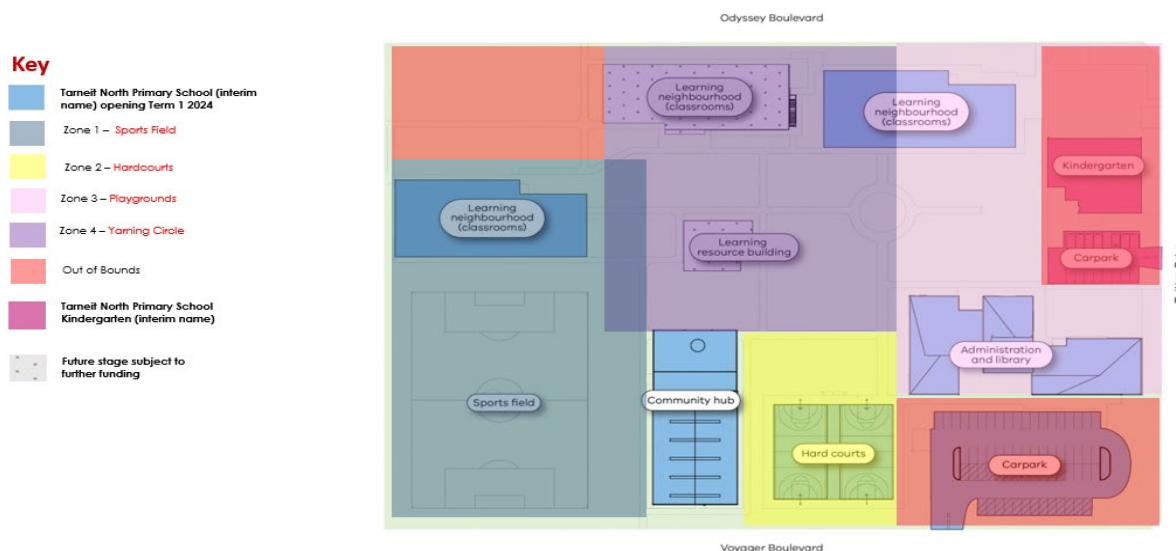 Odyssey Boulevard
Key
Tarneit North Primary School (interim
name) opening Term 1 2024
Zone 1 – Sports Field
Zone 2 – Hardcourts
Zone 3 – Playgrounds
Zone 4 – Yarning Circle
Out of Bounds
Tarneit North Primary School
Kindergarten (interim name)
Future stage subject to
further funding
Learning
neighbourhood
(classrooms)
Learning
neighbourhood
(classrooms)
Kindergarten
Learning
neighbourhood
(classrooms)
Learning
resource building
Carpark
Administration
and library
Sports field
Community hub
Hard courts
Carpark
Voyager Boulevard